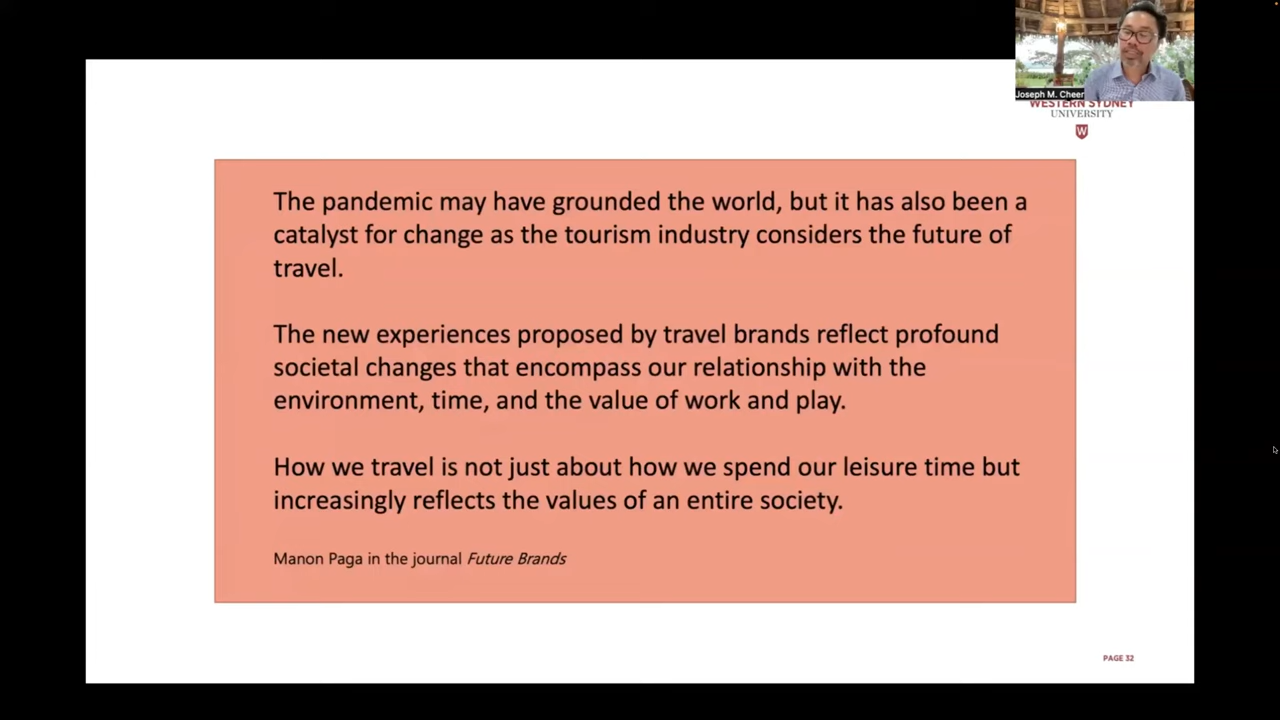 Joseph M. Cheer
WESTERN SYDNEY
UNIVERSITY
W
The pandemic may have grounded the world, but it has also been a
catalyst for change as the tourism industry considers the future of
travel.
The new experiences proposed by travel brands reflect profound
societal changes that encompass our relationship with the
environment, time, and the value of work and play.
How we travel is not just about how we spend our leisure time but
increasingly reflects the values of an entire society.
Manon Paga in the journal Future Brands
PAGE 32